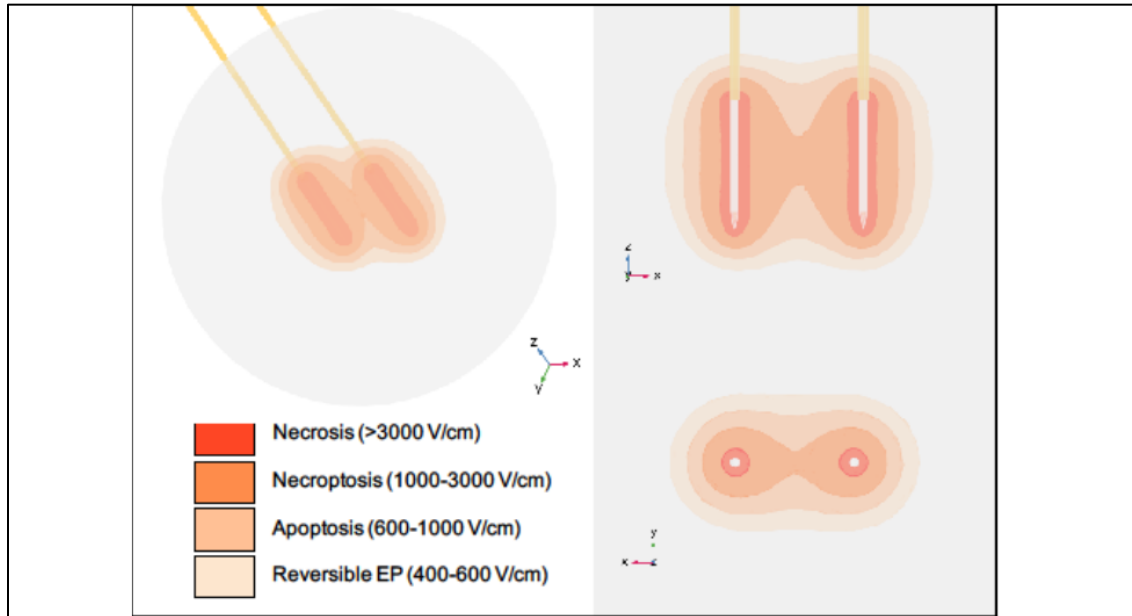 z
x
y
z
y
x
Necrosis (>3000 V/cm)
Necroptosis (1000-3000 V/cm)
Apoptosis (600-1000 V/cm)
Reversible EP (400-600 V/cm)
y
x
z